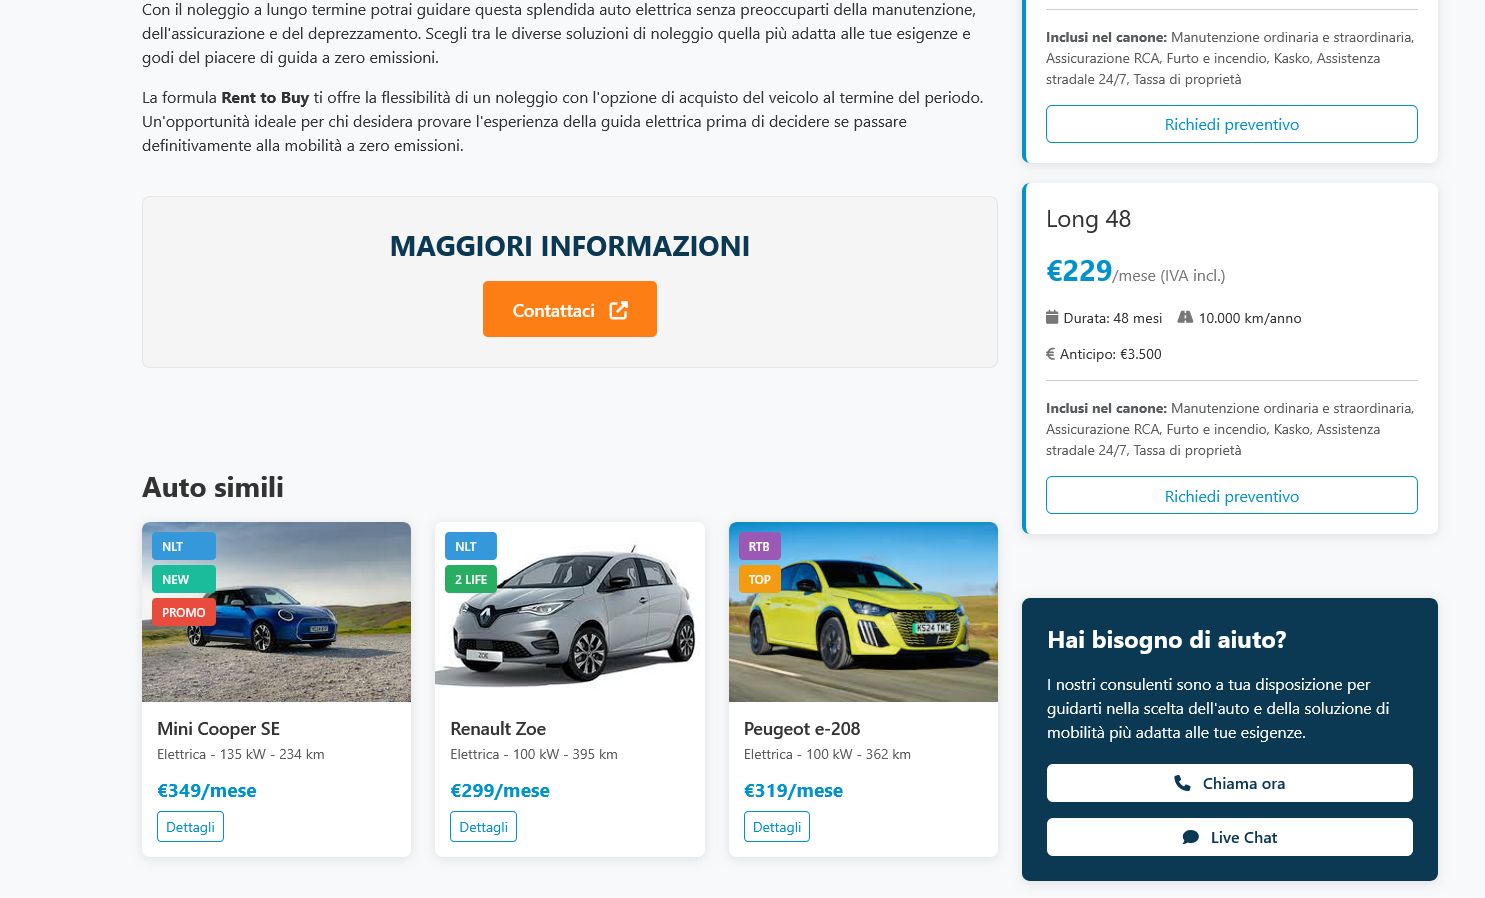 Con il noleggio a lungo termine potrai guidare questa splendida auto elettrica senza preoccuparti della manutenzione,
dell'assicurazione e del deprezzamento. Scegli tra le diverse soluzioni di noleggio quella più adatta alle tue esigenze e
godi del piacere di guida a zero emissioni.
La formula Rent to Buy ti offre la flessibilità di un noleggio con l'opzione di acquisto del veicolo al termine del periodo.
Un'opportunità ideale per chi desidera provare l'esperienza della guida elettrica prima di decidere se passare
definitivamente alla mobilità a zero emissioni.
MAGGIORI INFORMAZIONI
Contattaci
Auto simili
NLT
NEW
PROMO
Mini Cooper SE
Elettrica - 135 kW - 234 km
€349/mese
Dettagli
NLT
2 LIFE
ZOE
Renault Zoe
Elettrica - 100 kW - 395 km
€299/mese
Dettagli
RTB
TOP
KS24 TMC
Peugeot e-208
Elettrica - 100 kW - 362 km
€319/mese
Dettagli
Inclusi nel canone: Manutenzione ordinaria e straordinaria,
Assicurazione RCA, Furto e incendio, Kasko, Assistenza
stradale 24/7, Tassa di proprietà
Richiedi preventivo
Long 48
€229/mese (IVA incl.)
Durata: 48 mesi 10.000 km/anno
€ Anticipo: €3.500
Inclusi nel canone: Manutenzione ordinaria e straordinaria,
Assicurazione RCA, Furto e incendio, Kasko, Assistenza
stradale 24/7, Tassa di proprietà
Richiedi preventivo
Hai bisogno di aiuto?
I nostri consulenti sono a tua disposizione per
guidarti nella scelta dell'auto e della soluzione di
mobilità più adatta alle tue esigenze.
Chiama ora
Live Chat